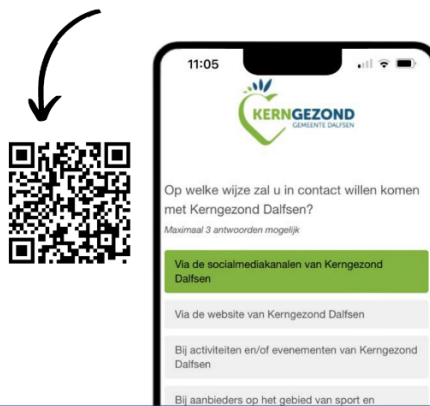 11:05
KERNGEZOND
GEMEENTE DALFSEN
Op welke wijze zal u in contact willen komen
met Kerngezond Dalfsen?
Maximaal 3 antwoorden mogelijk
Via de socialmediakanalen van Kerngezond
Dalfsen
Via de website van Kerngezond Dalfsen
Bij activiteiten en/of evenementen van Kerngezond
Dalfsen
Bij aanbieders op het gebied van sport en